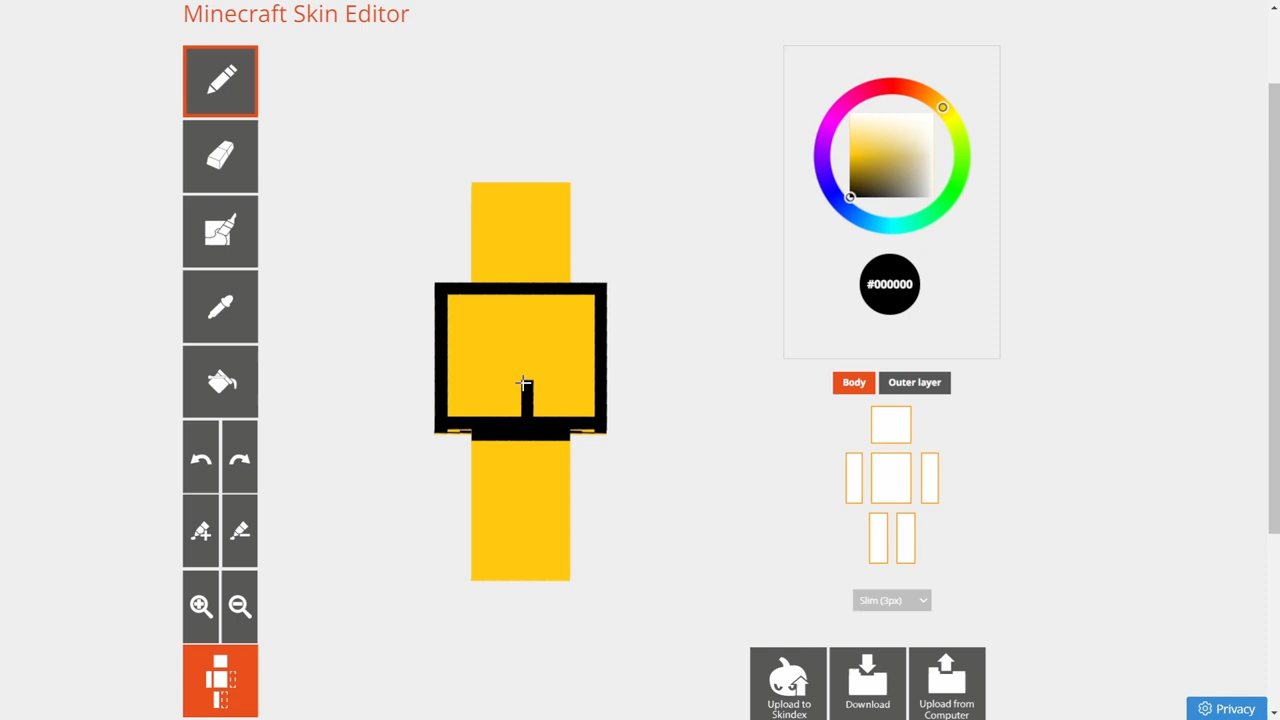 Minecraft Skin Editor
#000000
Body
Outer layer
Slim (3px)
Upload to
Skindex
Download
Upload from
Computer
Privacy